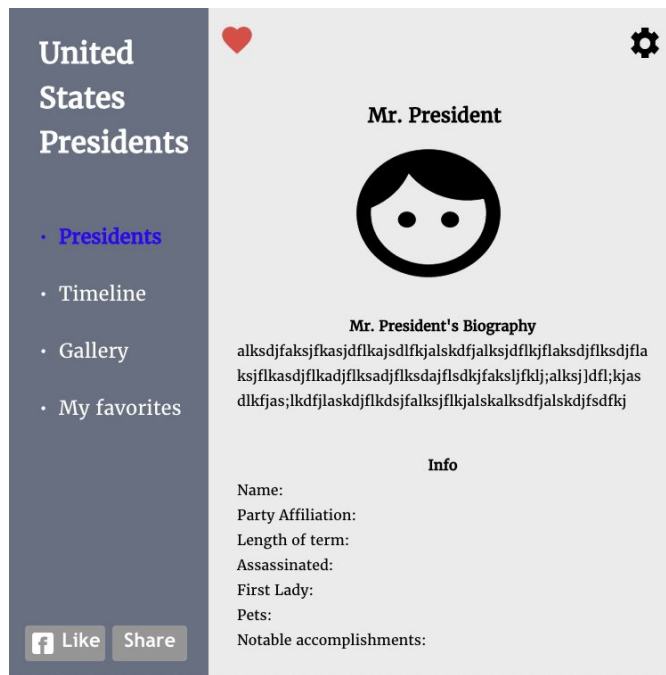 United
States
Presidents
· Presidents
· Timeline
· Gallery
· My favorites
f Like Share
Mr. President
Mr. President's Biography
alksdjfaksjfkasjdflkajsdlfkjalskdfjalksjdflkjflaksdjflksdjfla
ksjflkasdjflkadjflksadjflksdajflsdkjfaksljfklj;alksj]dfl;kjas
dlkfjas;lkdfjlaskdjflkdsjfalksjflkjalskalksdfjalskdjfsdfkj
Info
Name:
Party Affiliation:
Length of term:
Assassinated:
First Lady:
Pets:
Notable accomplishments: